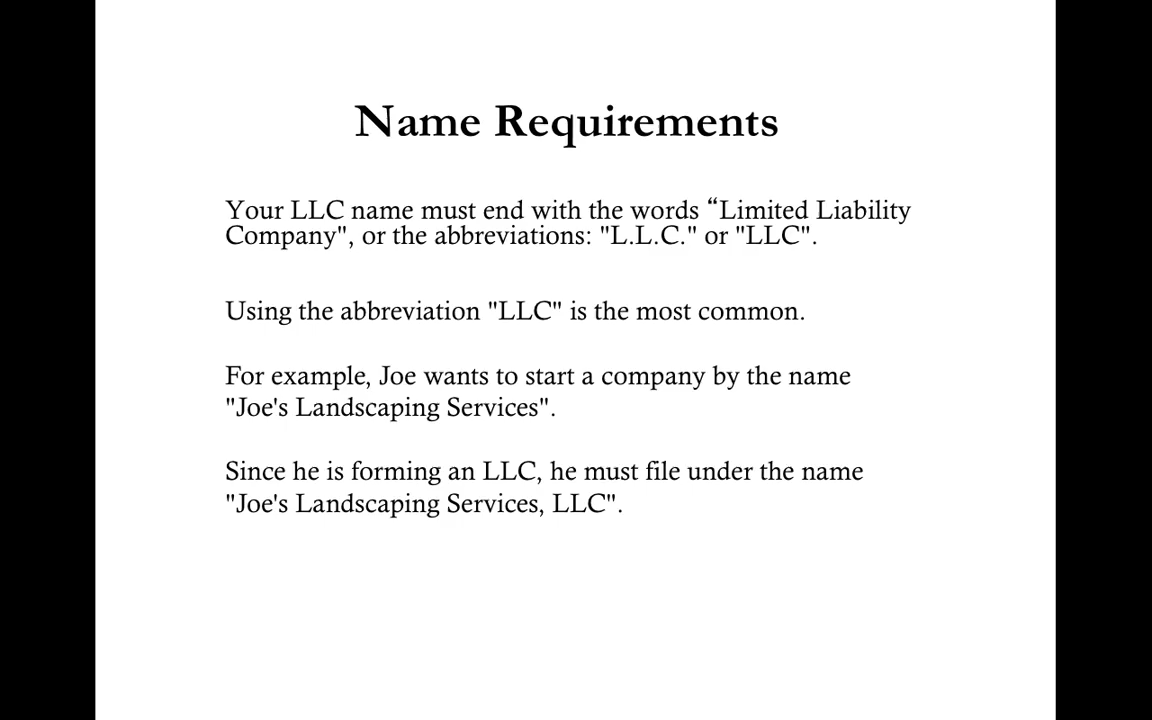 Name Requirements
Your LLC name must end with the words “Limited Liability
Company", or the abbreviations: "L.L.C." or "LLC".
Using the abbreviation "LLC" is the most common.
For example, Joe wants to start a company by the name
"Joe's Landscaping Services".
Since he is forming an LLC, he must file under the name
"Joe's Landscaping Services, LLC".